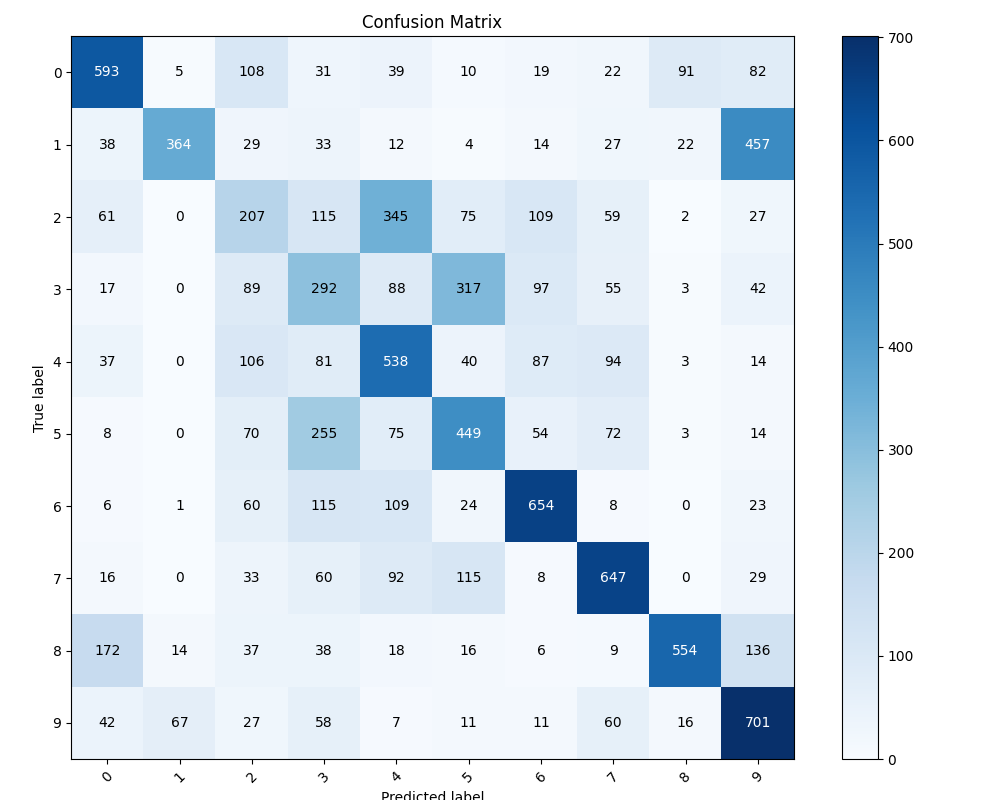 Confusion Matrix
0 593 5 108 31 39 10 19 22 91 82
1 38 364 29 33 12 4 14 27 22 457
2 61 0 207 115 345 75 109 59 2 27
3 17 0 89 292 88 317 97 55 3 42
4 37 0 106 81 538 40 87 94 3 14
5 8 0 70 255 75 449 54 72 3 14
6 6 1 60 115 109 24 654 8 0 23
7 16 0 33 60 92 115 8 647 0 29
8 172 14 37 38 18 16 6 9 554 136
9 42 67 27 58 7 11 11 60 16 701
0 1 2 3 4 5 6 7 8 9
True label
Predicted label
700
600
500
400
300
200
100
0